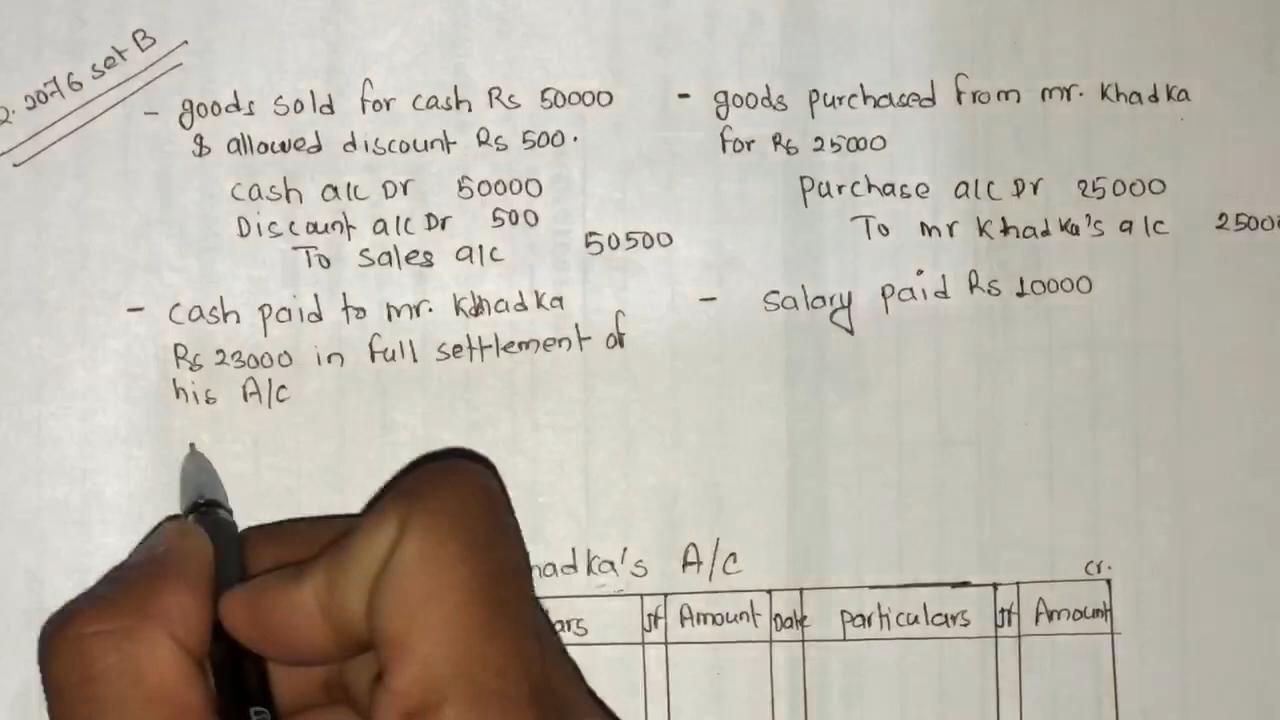 2. 2076 set B
- goods sold for cash Rs 50000
& allowed discount Rs 500.
cash a/c Dr 50000
Discount a/c Dr 500
To sales a/c 50500
- goods purchased from mr. Khadka
for Rs 25000
Purchase a/c Dr 25000
To mr Khadka's a/c 2500
- cash paid to mr. Khadka
Rs 23000 in full settlement of
his A/c
- salary paid Rs 10000
hadka's A/c
cr.
ars Jf Amount Date particulars Jf Amount